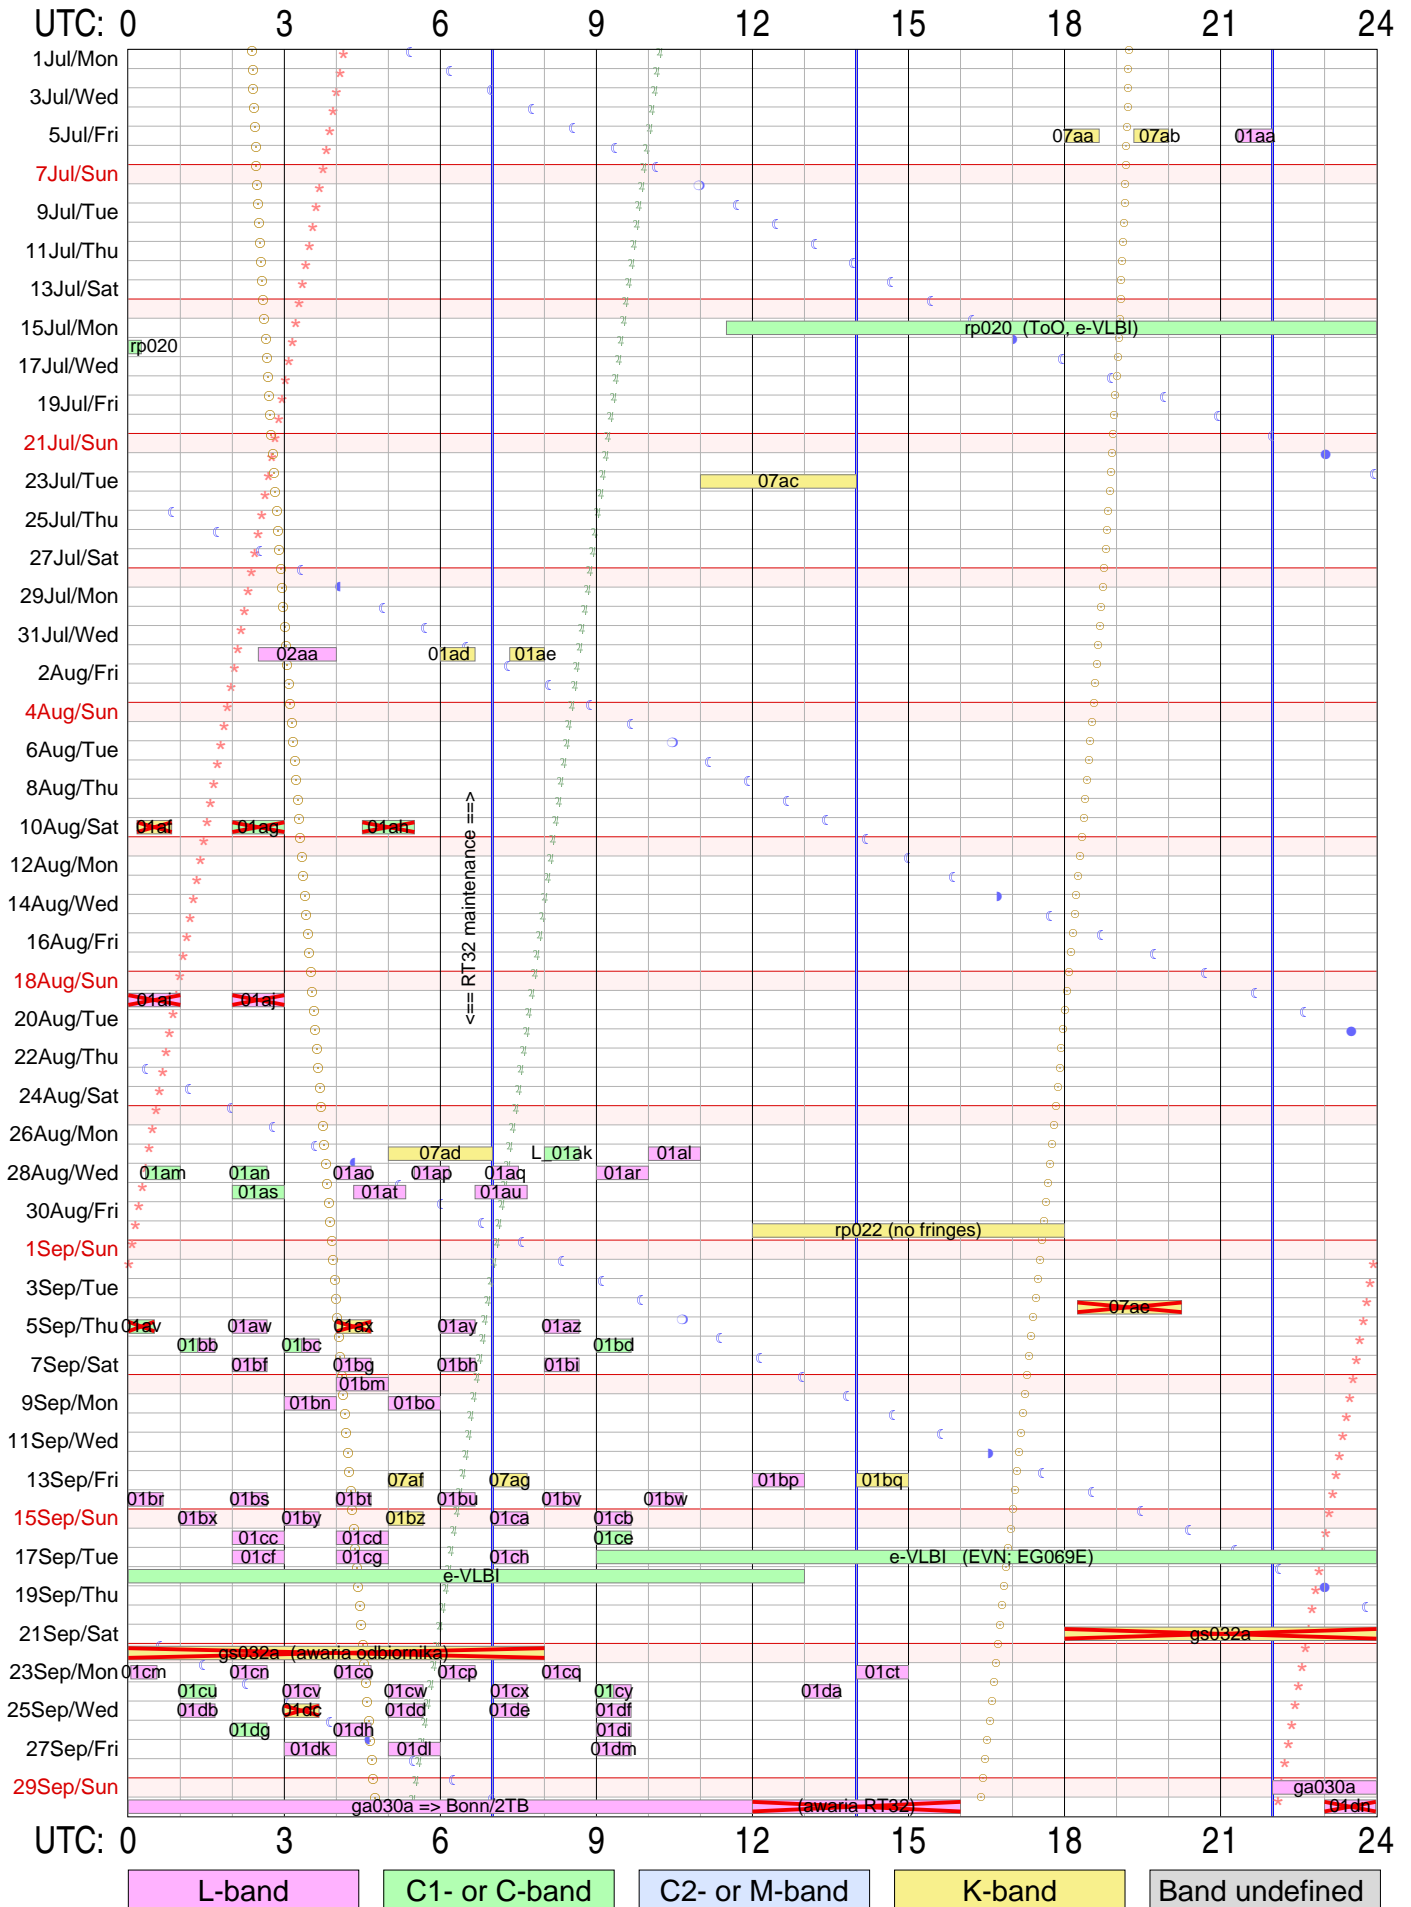 UTC: 0 3 6 9 12 15 18 21 24
1Jul/Mon
3Jul/Wed
5Jul/Fri 07aa 07ab 01aa
7Jul/Sun
9Jul/Tue
11Jul/Thu
13Jul/Sat
15Jul/Mon rp020 (ToO, e-VLBI)
rp020
17Jul/Wed
19Jul/Fri
21Jul/Sun
23Jul/Tue 07ac
25Jul/Thu
27Jul/Sat
29Jul/Mon
31Jul/Wed
02aa 01ad 01ae
2Aug/Fri
4Aug/Sun
6Aug/Tue
8Aug/Thu
<=== RT32 maintenance ==>
10Aug/Sat 01af 01ag 01ah
12Aug/Mon
14Aug/Wed
16Aug/Fri
18Aug/Sun
01ai 01aj
20Aug/Tue
22Aug/Thu
24Aug/Sat
26Aug/Mon
07ad L_01ak 01al
28Aug/Wed 01am 01an 01ao 01ap 01aq 01ar
01as 01at 01au
30Aug/Fri
rp022 (no fringes)
1Sep/Sun
3Sep/Tue
07ae
5Sep/Thu 01av 01aw 01ax 01ay 01az
01bb 01bc 01bd
7Sep/Sat 01bf 01bg 01bh 01bi
01bm
9Sep/Mon 01bn 01bo
11Sep/Wed
13Sep/Fri 07af 07ag 01bp 01bq
01br 01bs 01bt 01bu 01bv 01bw
15Sep/Sun 01bx 01by 01bz 01ca 01cb
01cc 01cd 01ce
17Sep/Tue 01cf 01cg 01ch e-VLBI (EVN; EG069E)
e-VLBI
19Sep/Thu
21Sep/Sat gs032a
gs032a (awaria odbiornika)
23Sep/Mon 01cm 01cn 01co 01cp 01cq 01ct
01cu 01cv 01cw 01cx 01cy 01da
25Sep/Wed 01db 01dc 01dd 01de 01df
01dg 01dh 01di
27Sep/Fri 01dk 01dl 01dm
29Sep/Sun ga030a
ga030a => Bonn/2TB (awaria RT32) 01dn
UTC: 0 3 6 9 12 15 18 21 24
L-band C1- or C-band C2- or M-band K-band Band undefined